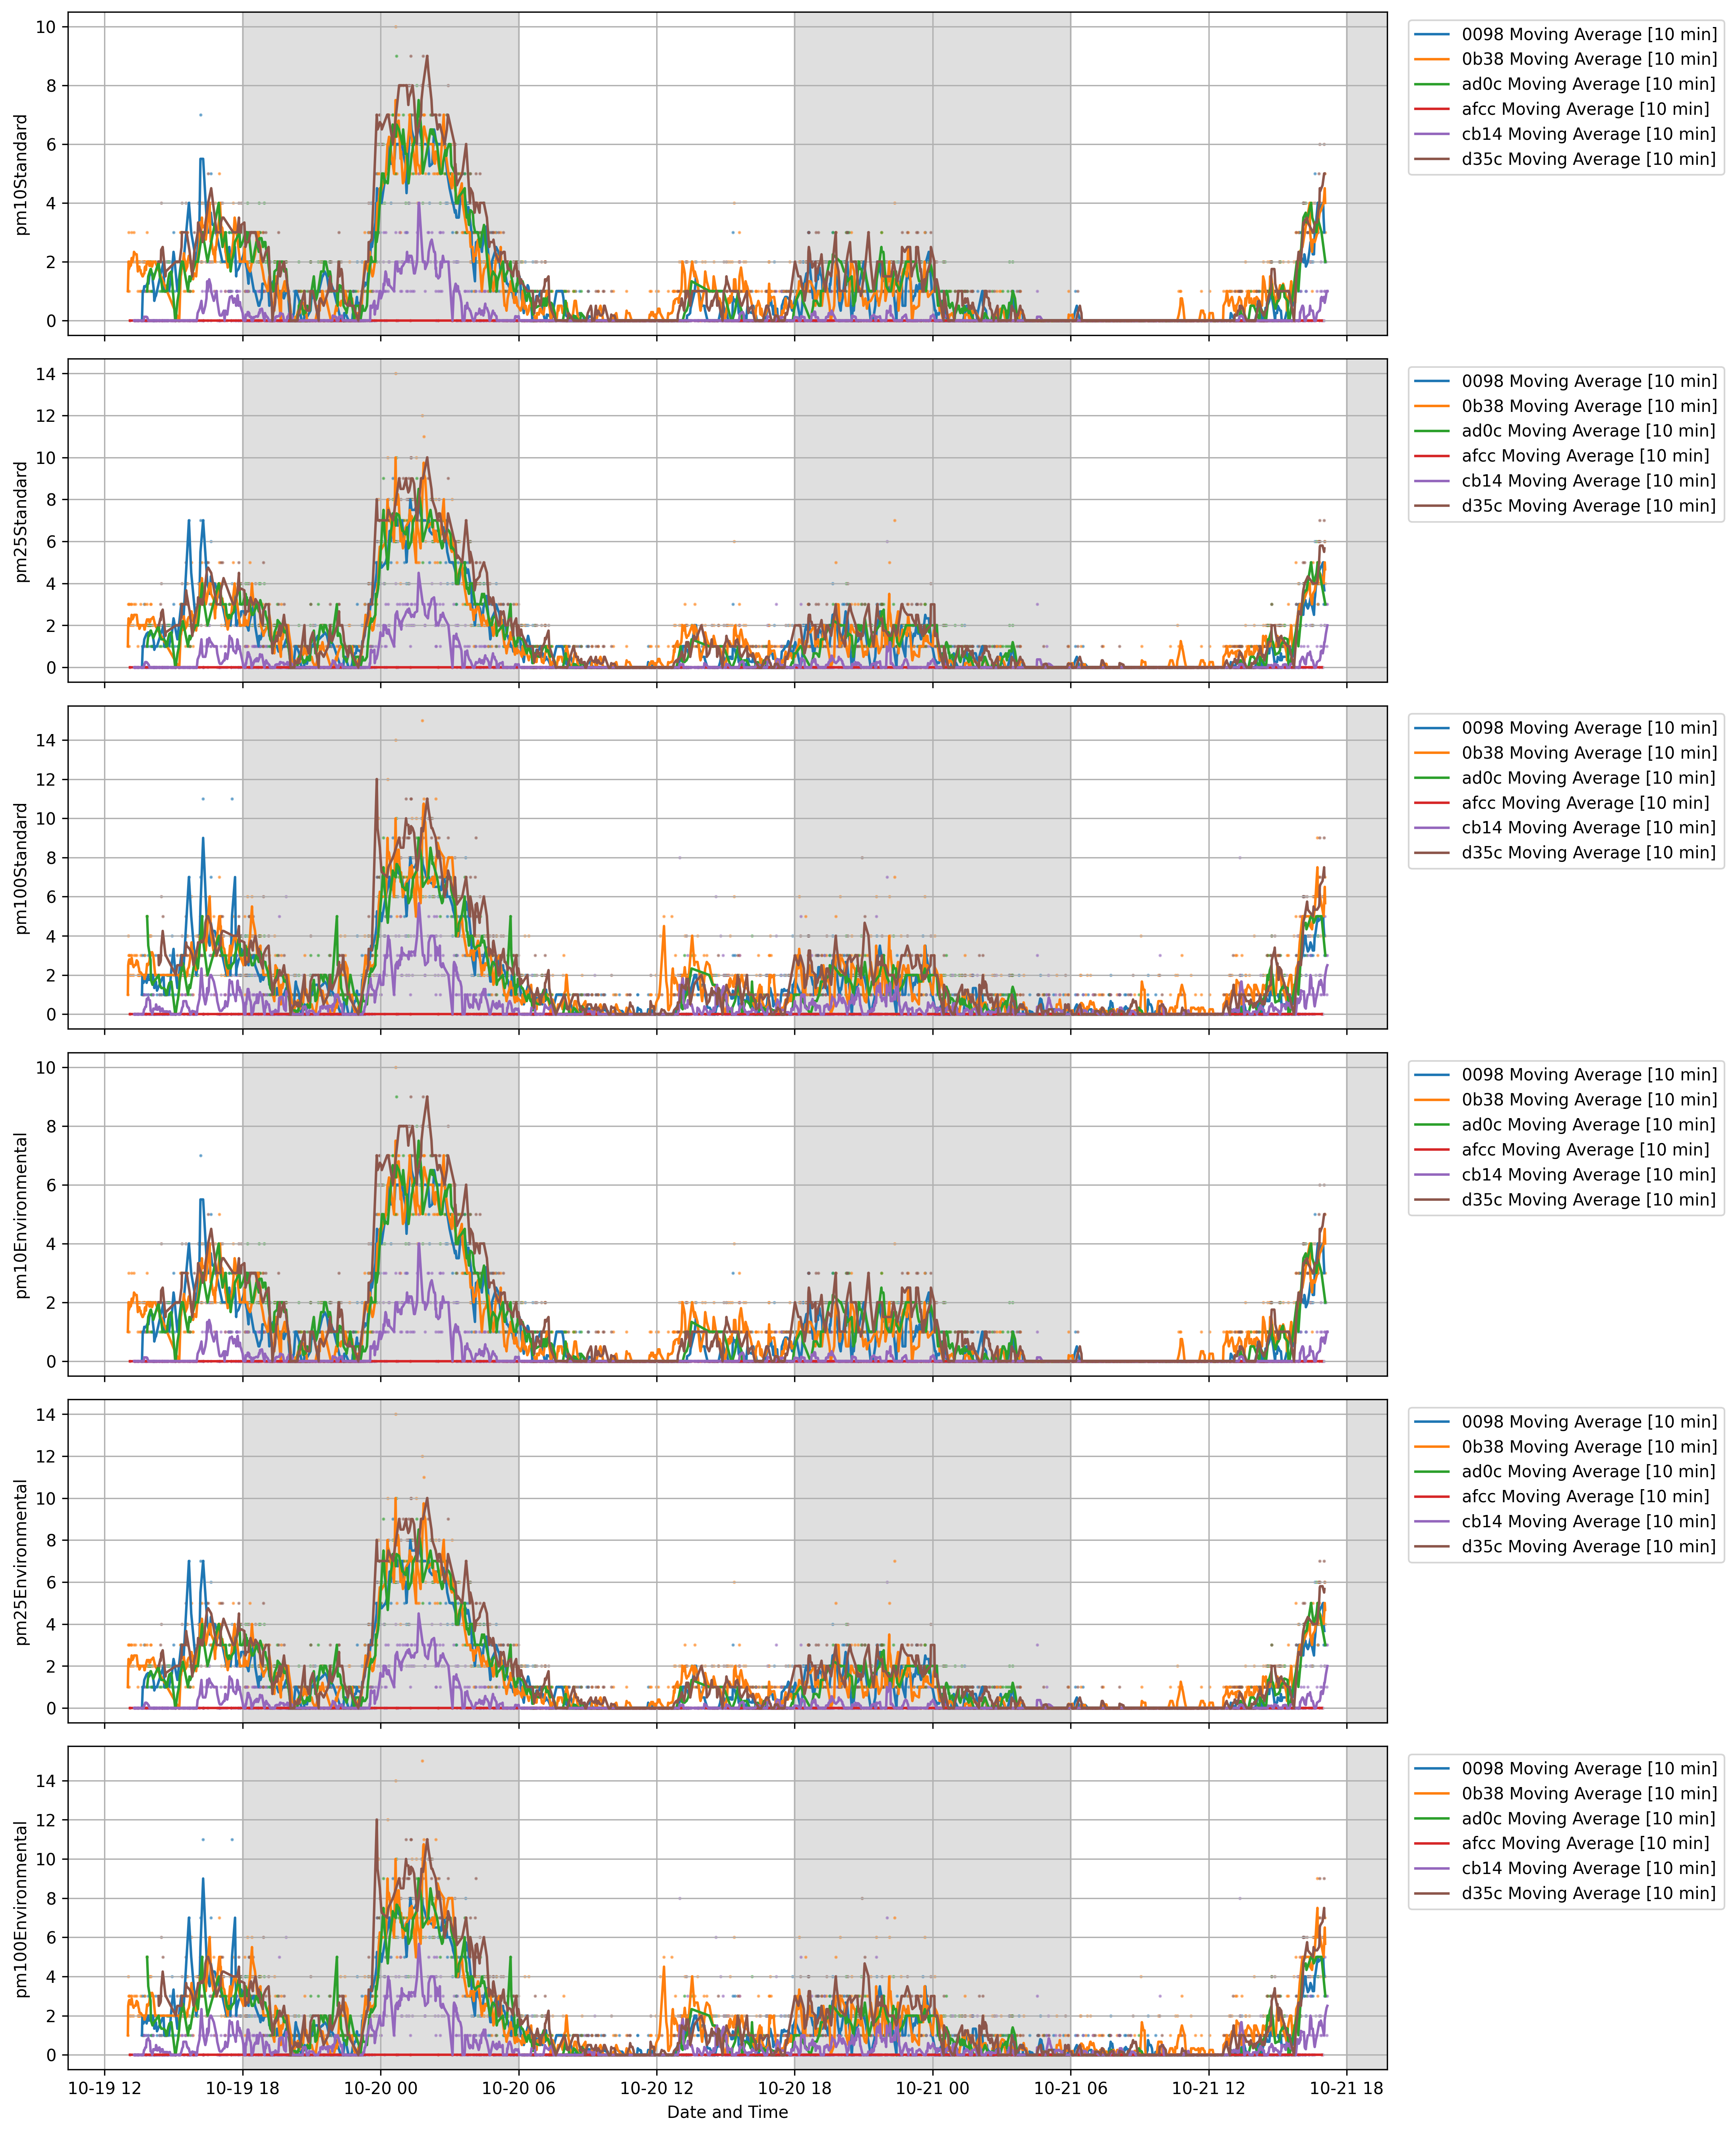 pm10Standard
10
8
6
4
2
0
0098 Moving Average [10 min]
0b38 Moving Average [10 min]
ad0c Moving Average [10 min]
afcc Moving Average [10 min]
cb14 Moving Average [10 min]
d35c Moving Average [10 min]
pm25Standard
14
12
10
8
6
4
2
0
0098 Moving Average [10 min]
0b38 Moving Average [10 min]
ad0c Moving Average [10 min]
afcc Moving Average [10 min]
cb14 Moving Average [10 min]
d35c Moving Average [10 min]
pm100Standard
14
12
10
8
6
4
2
0
0098 Moving Average [10 min]
0b38 Moving Average [10 min]
ad0c Moving Average [10 min]
afcc Moving Average [10 min]
cb14 Moving Average [10 min]
d35c Moving Average [10 min]
pm10Environmental
10
8
6
4
2
0
0098 Moving Average [10 min]
0b38 Moving Average [10 min]
ad0c Moving Average [10 min]
afcc Moving Average [10 min]
cb14 Moving Average [10 min]
d35c Moving Average [10 min]
pm25Environmental
14
12
10
8
6
4
2
0
0098 Moving Average [10 min]
0b38 Moving Average [10 min]
ad0c Moving Average [10 min]
afcc Moving Average [10 min]
cb14 Moving Average [10 min]
d35c Moving Average [10 min]
pm100Environmental
14
12
10
8
6
4
2
0
0098 Moving Average [10 min]
0b38 Moving Average [10 min]
ad0c Moving Average [10 min]
afcc Moving Average [10 min]
cb14 Moving Average [10 min]
d35c Moving Average [10 min]
10-19 12 10-19 18 10-20 00 10-20 06 10-20 12 10-20 18 10-21 00 10-21 06 10-21 12 10-21 18
Date and Time